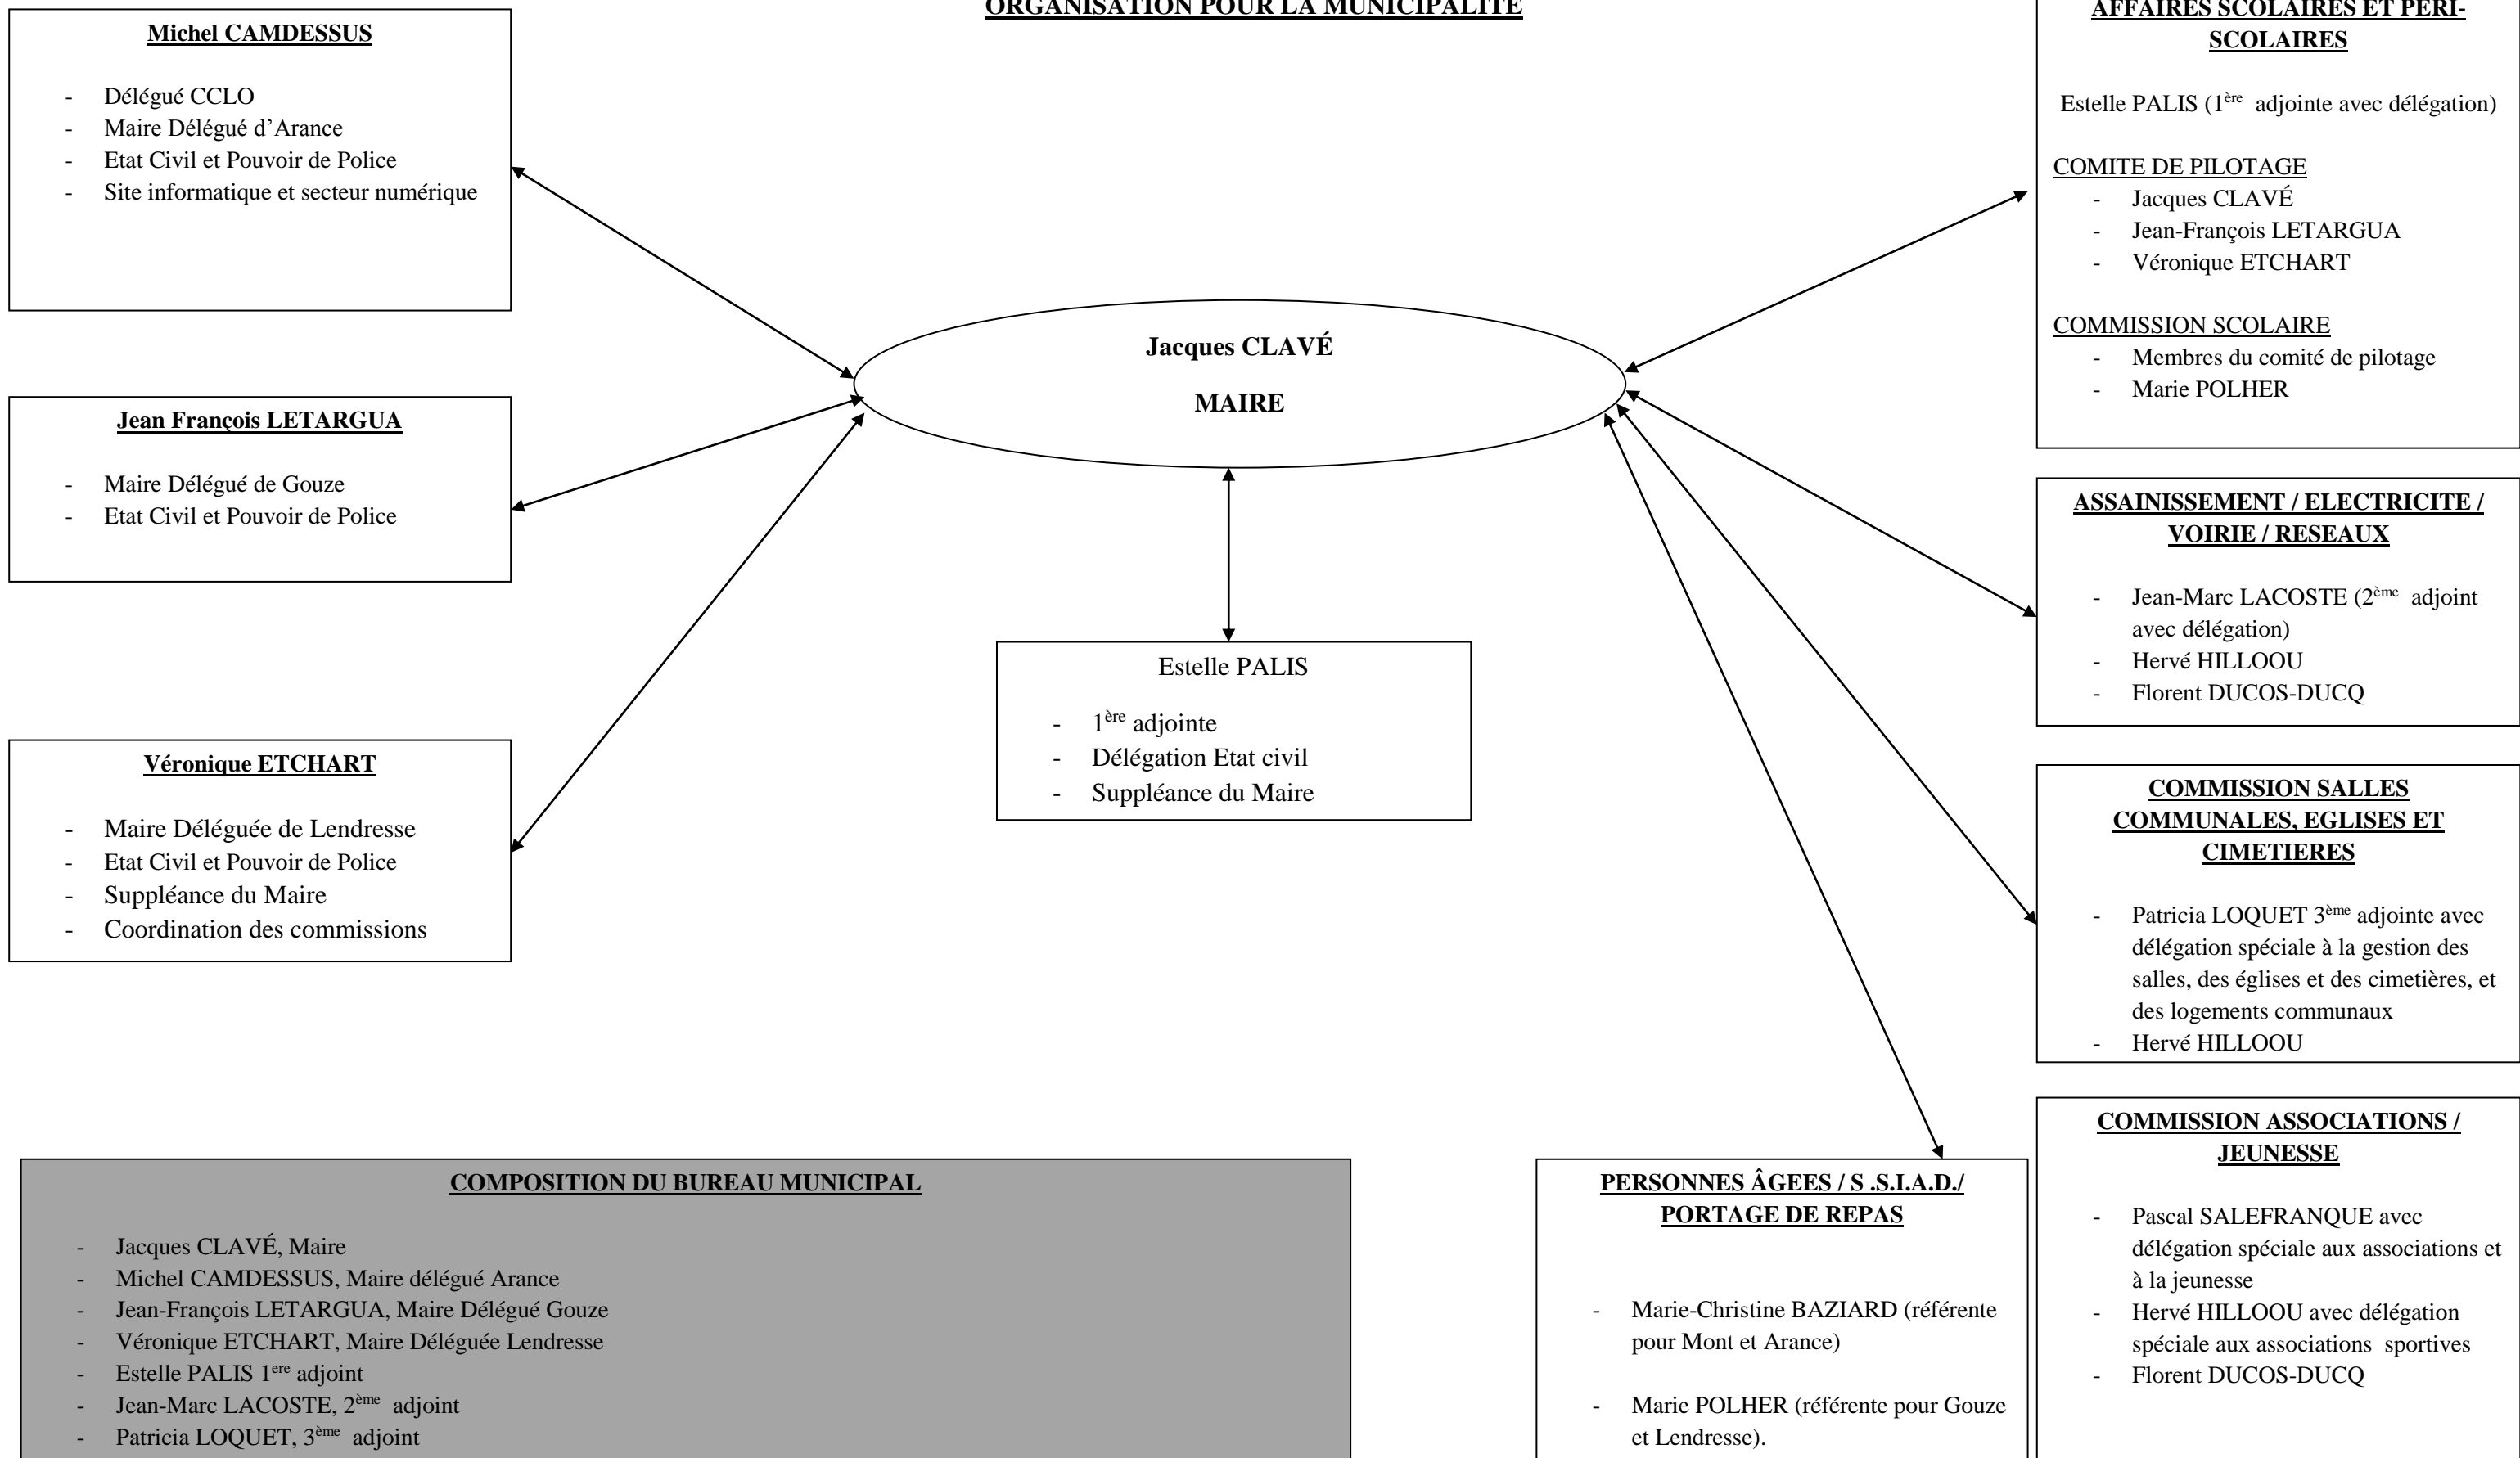 ORGANISATION POUR LA MUNICIPALITE
Michel CAMDESSUS
- Délégué CCLO
- Maire Délégué d’Arance
- Etat Civil et Pouvoir de Police
- Site informatique et secteur numérique
Jean François LETARGUA
- Maire Délégué de Gouze
- Etat Civil et Pouvoir de Police
Véronique ETCHART
- Maire Déléguée de Lendresse
- Etat Civil et Pouvoir de Police
- Suppléance du Maire
- Coordination des commissions
Jacques CLAVÉ
MAIRE
Estelle PALIS
- 1ère adjointe
- Délégation Etat civil
- Suppléance du Maire
AFFAIRES SCOLAIRES ET PERI-
SCOLAIRES
Estelle PALIS (1ère adjointe avec délégation)
COMITE DE PILOTAGE
- Jacques CLAVÉ
- Jean-François LETARGUA
- Véronique ETCHART
COMMISSION SCOLAIRE
- Membres du comité de pilotage
- Marie POLHER
ASSAINISSEMENT / ELECTRICITE /
VOIRIE / RESEAUX
- Jean-Marc LACOSTE (2ème adjoint
avec délégation)
- Hervé HILLOOU
- Florent DUCOS-DUCQ
COMMISSION SALLES
COMMUNALES, EGLISES ET
CIMETIERES
- Patricia LOQUET 3ème adjointe avec
délégation spéciale à la gestion des
salles, des églises et des cimetières, et
des logements communaux
- Hervé HILLOOU
COMMISSION ASSOCIATIONS /
JEUNESSE
- Pascal SALEFRANQUE avec
délégation spéciale aux associations et
à la jeunesse
- Hervé HILLOOU avec délégation
spéciale aux associations sportives
- Florent DUCOS-DUCQ
PERSONNES ÂGEES / S .S.I.A.D./
PORTAGE DE REPAS
- Marie-Christine BAZIARD (référente
pour Mont et Arance)
- Marie POLHER (référente pour Gouze
et Lendresse).
COMPOSITION DU BUREAU MUNICIPAL
- Jacques CLAVÉ, Maire
- Michel CAMDESSUS, Maire délégué Arance
- Jean-François LETARGUA, Maire Délégué Gouze
- Véronique ETCHART, Maire Déléguée Lendresse
- Estelle PALIS 1ere adjoint
- Jean-Marc LACOSTE, 2ème adjoint
- Patricia LOQUET, 3ème adjoint